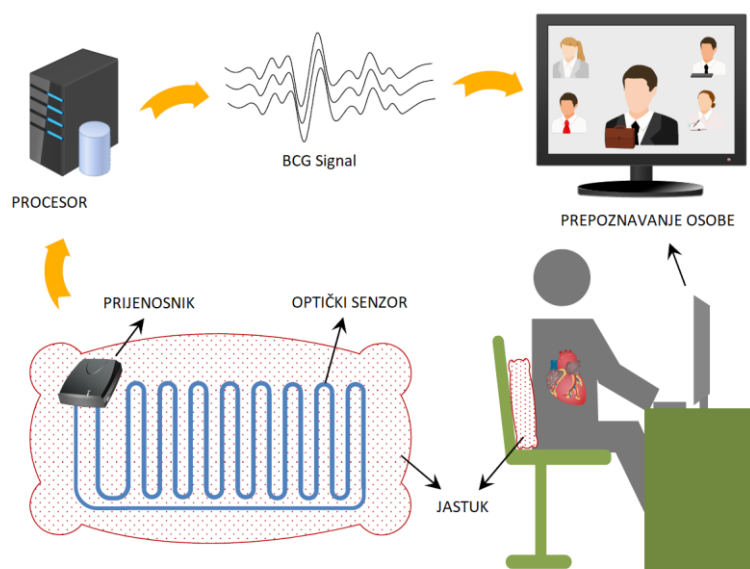 BCG Signal
PROCESOR
PREPOZNAVANJE OSOBE
PRIJENOSNIK
OPTIČKI SENZOR
JASTUK